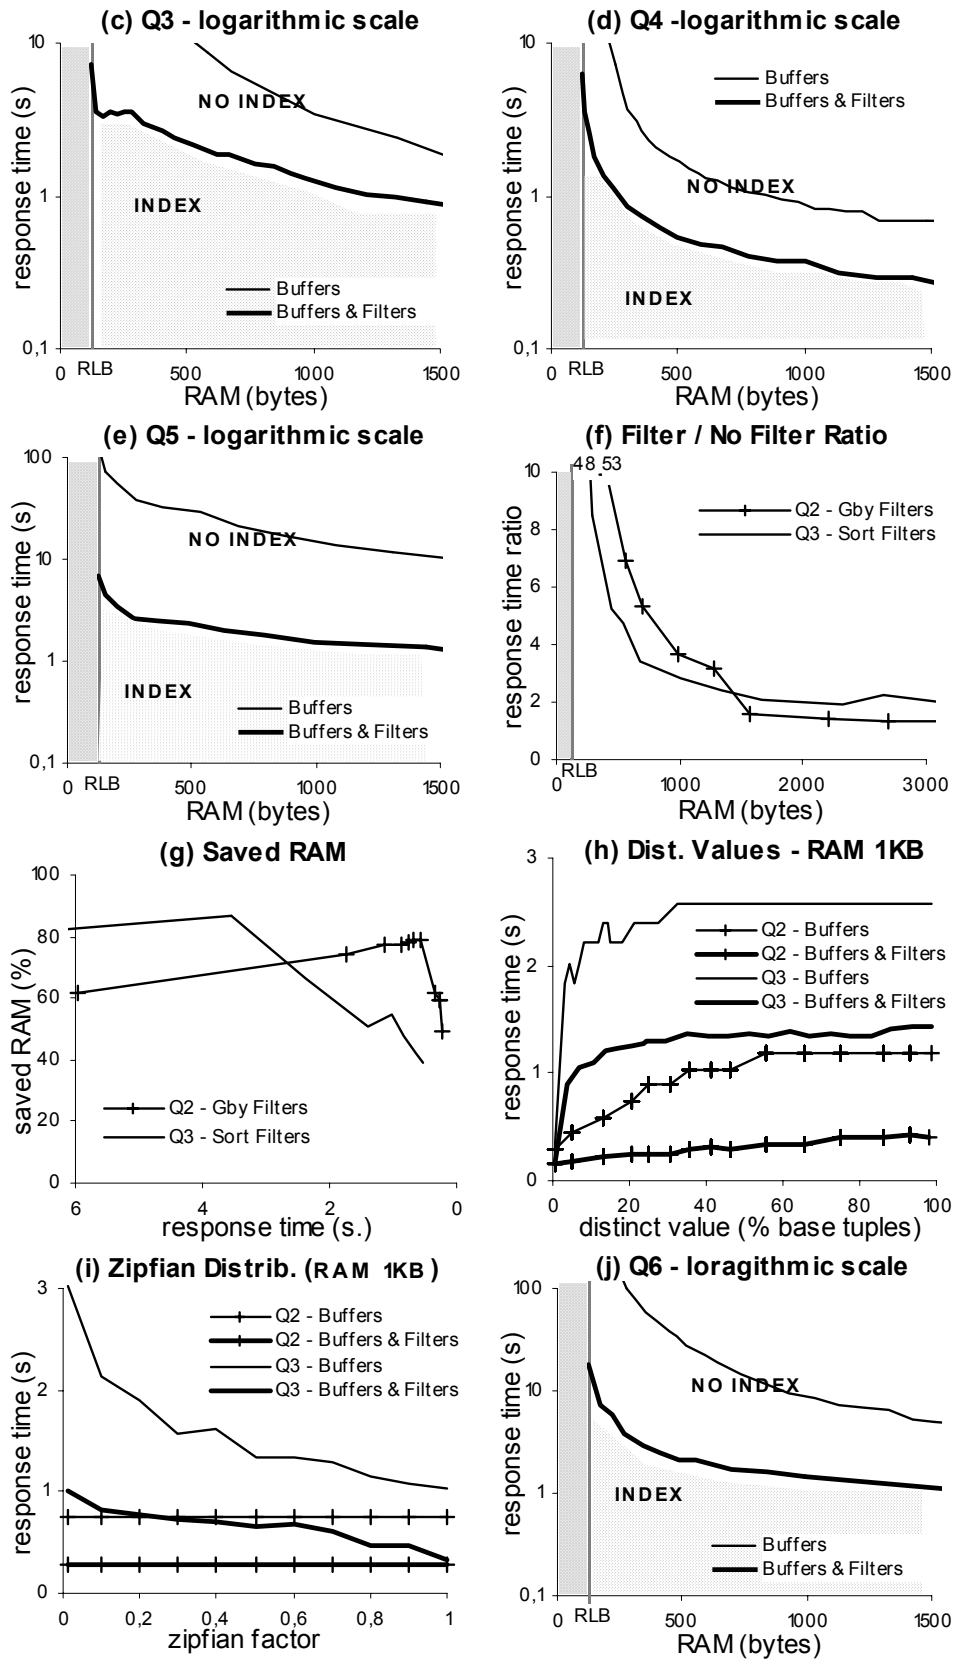 (c) Q3 - logarithmic scale
10
1
0,1
response time (s)
NO INDEX
INDEX
Buffers
Buffers & Filters
0 RLB 500 1000 1500
RAM (bytes)
(d) Q4 -logarithmic scale
10
1
0,1
response time (s)
Buffers
Buffers & Filters
NO INDEX
INDEX
0 RLB 500 1000 1500
RAM (bytes)
(e) Q5 - logarithmic scale
100
10
1
0,1
response time (s)
NO INDEX
INDEX
Buffers
Buffers & Filters
0 RLB 500 1000 1500
RAM (bytes)
(f) Filter / No Filter Ratio
10
8
6
4
2
0
response time ratio
48 53
Q2 - Gby Filters
Q3 - Sort Filters
0 RLB 1000 2000 3000
RAM (bytes)
(g) Saved RAM
100
80
60
40
20
0
saved RAM (%)
Q2 - Gby Filters
Q3 - Sort Filters
6 4 2 0
response time (s.)
(h) Dist. Values - RAM 1KB
3
2
1
0
response time (s)
Q2 - Buffers
Q2 - Buffers & Filters
Q3 - Buffers
Q3 - Buffers & Filters
0 20 40 60 80 100
distinct value (% base tuples)
(i) Zipfian Distrib. (RAM 1KB)
3
2
1
0
response time (s)
Q2 - Buffers
Q2 - Buffers & Filters
Q3 - Buffers
Q3 - Buffers & Filters
0 0,2 0,4 0,6 0,8 1
zipfian factor
(j) Q6 - loragithmic scale
100
10
1
0,1
response time (s)
NO INDEX
INDEX
Buffers
Buffers & Filters
0 RLB 500 1000 1500
RAM (bytes)